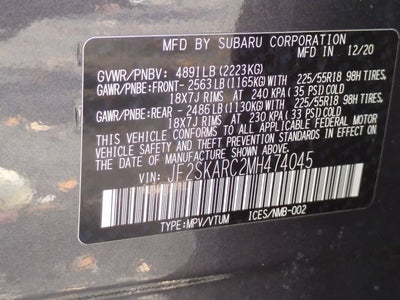 MFD BY SUBARU CORPORATION
MFD IN 12/20
GVWR/PNBV: 4891LB (2223KG)
GAWR/PNBE:FRONT- 2563LB(1165KG)WITH 225/55R18 98H TIRES,
18X7J RIMS AT 240 KPA (35 PSI)COLD
GAWR/PNBE:REAR - 2486LB(1130KG)WITH 225/55R18 98H TIRES,
18X7J RIMS AT 230 KPA (33 PSI)COLD
THIS VEHICLE CONFORMS TO ALL APPLICABLE FEDERAL MOTOR
VEHICLE SAFETY AND THEFT PREVENTION STANDARDS IN
EFFECT ON THE DATE OF MANUFACTURE SHOWN ABOVE.
VIN: JF2SKARC2MH474045
TYPE:MPV/VTUM ICES/NMB-002